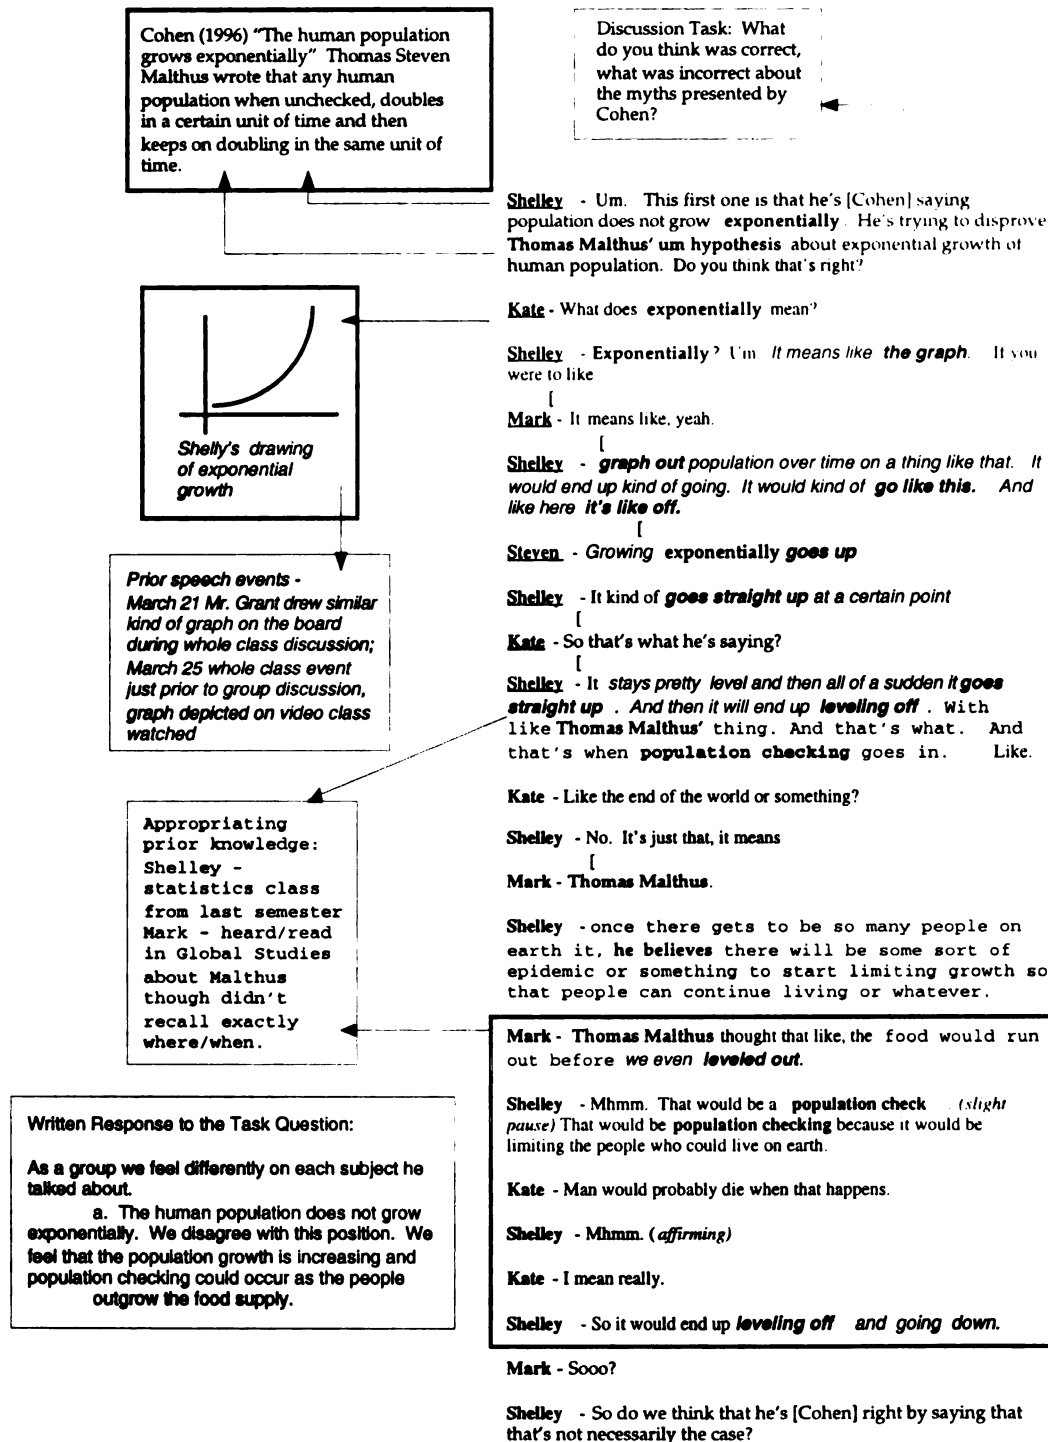 Cohen (1996) "The human population
grows exponentially" Thomas Steven
Malthus wrote that any human
population when unchecked, doubles
in a certain unit of time and then
keeps on doubling in the same unit of
time.
Discussion Task: What
do you think was correct,
what was incorrect about
the myths presented by
Cohen?
Shelley - Um. This first one is that he's [Cohen] saying
population does not grow exponentially. He's trying to disprove
Thomas Malthus' um hypothesis about exponential growth of
human population. Do you think that's right?
Kate - What does exponentially mean?
Shelley - Exponentially? Um. It means like the graph. If you
were to like
[
Mark - It means like, yeah.
[
Shelley - graph out population over time on a thing like that. It
would end up kind of going. It would kind of go like this. And
like here it's like off.
[
Steven - Growing exponentially goes up
Shelley - It kind of goes straight up at a certain point
[
Kate - So that's what he's saying?
[
Shelley - It stays pretty level and then all of a sudden it goes
straight up . And then it will end up leveling off . With
like Thomas Malthus' thing. And that's what. And
that's when population checking goes in. Like.
Kate - Like the end of the world or something?
Shelley - No. It's just that, it means
[
Mark - Thomas Malthus.
Shelley - once there gets to be so many people on
earth it, he believes there will be some sort of
epidemic or something to start limiting growth so
that people can continue living or whatever.
Mark - Thomas Malthus thought that like, the food would run
out before we even leveled out.
Shelley - Mhmm. That would be a population check (slight
pause) That would be population checking because it would be
limiting the people who could live on earth.
Kate - Man would probably die when that happens.
Shelley - Mhmm. (affirming)
Kate - I mean really.
Shelley - So it would end up leveling off and going down.
Mark - Sooo?
Shelley - So do we think that he's [Cohen] right by saying that
that's not necessarily the case?
Shelly's drawing
of exponential
growth
Prior speech events -
March 21 Mr. Grant drew similar
kind of graph on the board
during whole class discussion;
March 25 whole class event
just prior to group discussion,
graph depicted on video class
watched
Appropriating
prior knowledge:
Shelley -
statistics class
from last semester
Mark - heard/read
in Global Studies
about Malthus
though didn't
recall exactly
where/when.
Written Response to the Task Question:
As a group we feel differently on each subject he
talked about.
a. The human population does not grow
exponentially. We disagree with this position. We
feel that the population growth is increasing and
population checking could occur as the people
outgrow the food supply.